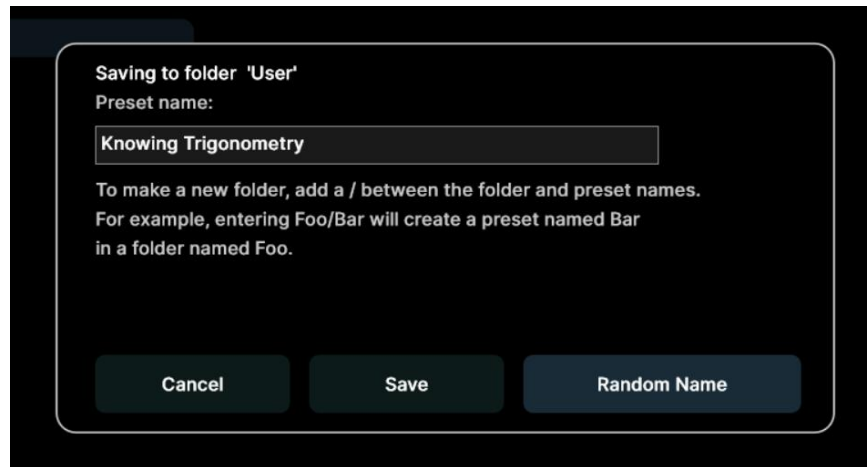 Saving to folder 'User'
Preset name:
Knowing Trigonometry
To make a new folder, add a / between the folder and preset names.
For example, entering Foo/Bar will create a preset named Bar
in a folder named Foo.
Cancel Save Random Name